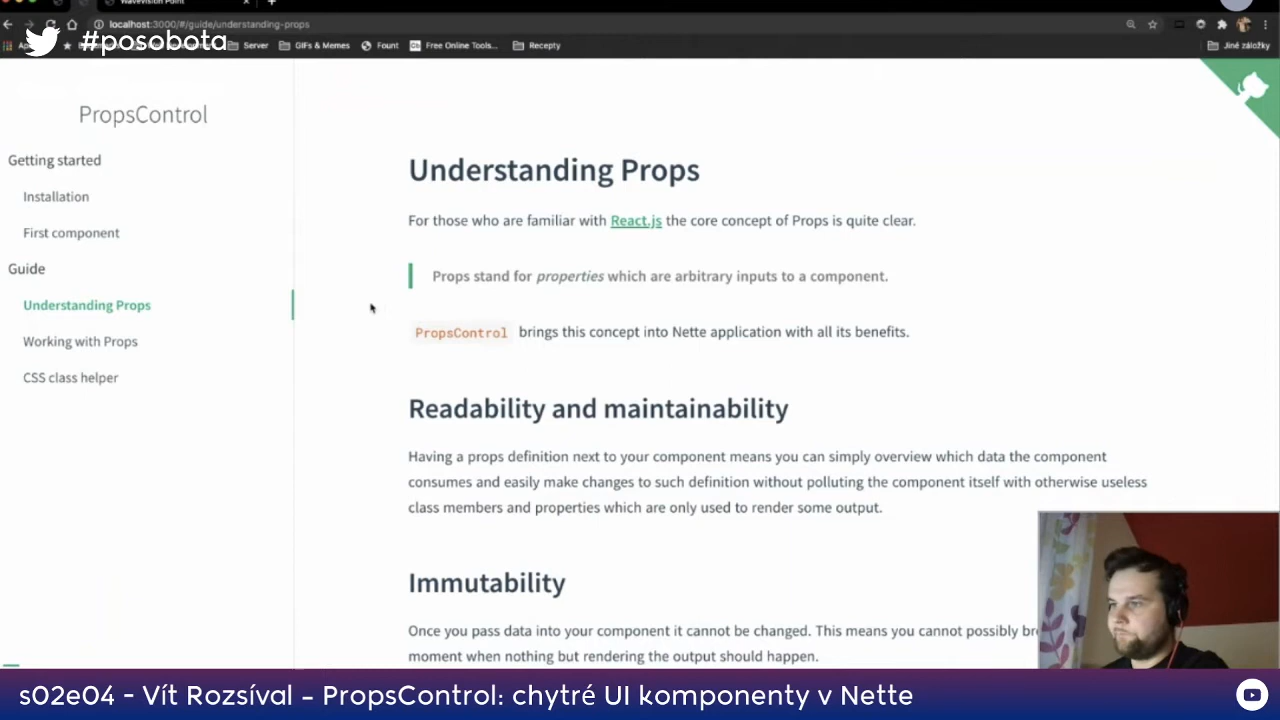 Wavevision Point
localhost:3000/#/guide/understanding-props
#posobota
Server
GIFs & Memes
Fount
Free Online Tools...
Recepty
Jiné záložky
PropsControl
Getting started
Installation
First component
Guide
Understanding Props
Working with Props
CSS class helper
Understanding Props
For those who are familiar with React.js the core concept of Props is quite clear.
Props stand for properties which are arbitrary inputs to a component.
PropsControl brings this concept into Nette application with all its benefits.
Readability and maintainability
Having a props definition next to your component means you can simply overview which data the component
consumes and easily make changes to such definition without polluting the component itself with otherwise useless
class members and properties which are only used to render some output.
Immutability
Once you pass data into your component it cannot be changed. This means you cannot possibly
moment when nothing but rendering the output should happen.
s02e04 - Vít Rozsíval - PropsControl: chytré UI komponenty v Nette